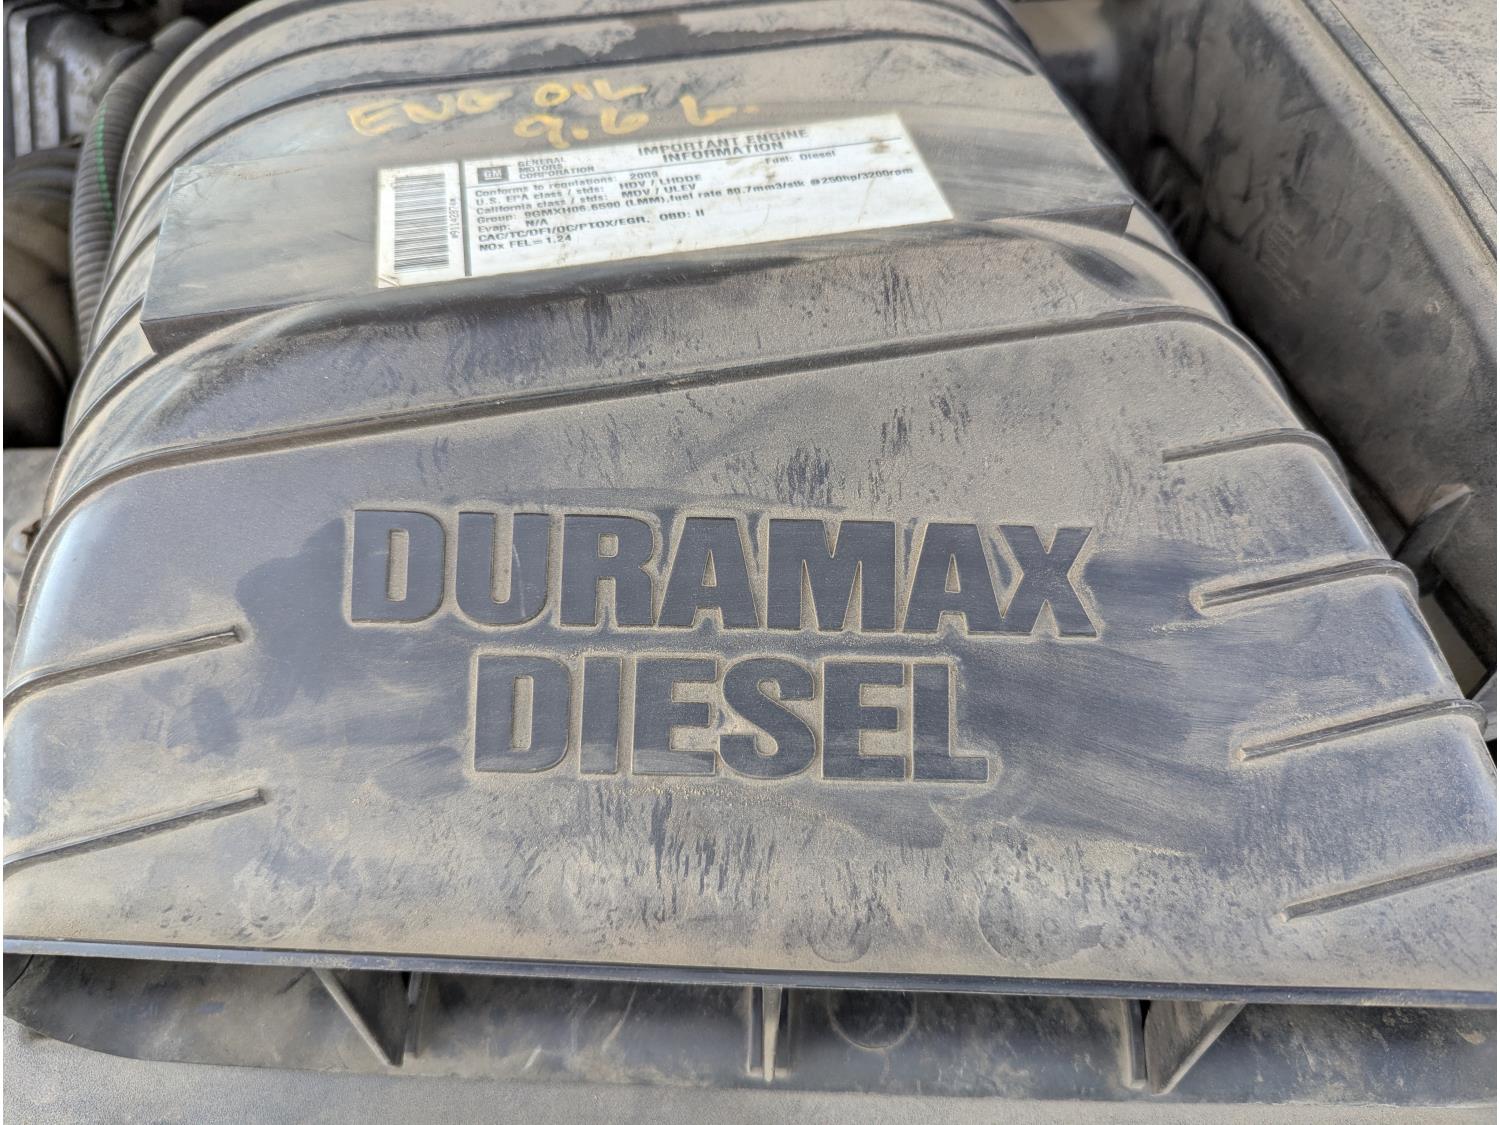 ENG OIL
9.6 L.
GM
GENERAL
MOTORS
CORPORATION
IMPORTANT ENGINE
INFORMATION
Conforms to regulations: 2009 Fuel: Diesel
U.S. EPA class / stds: HDV / LHDDE
California class / stds: MDV / ULEV
Group: 9GMXH06.6590 (LMM), fuel rate 80.7mm3/stk @250hp/3200rpm
Evap: N/A
CAC/TC/DFI/OC/PTOX/EGR, OBD: II
NOx FEL= 1.24
DURAMAX
DIESEL